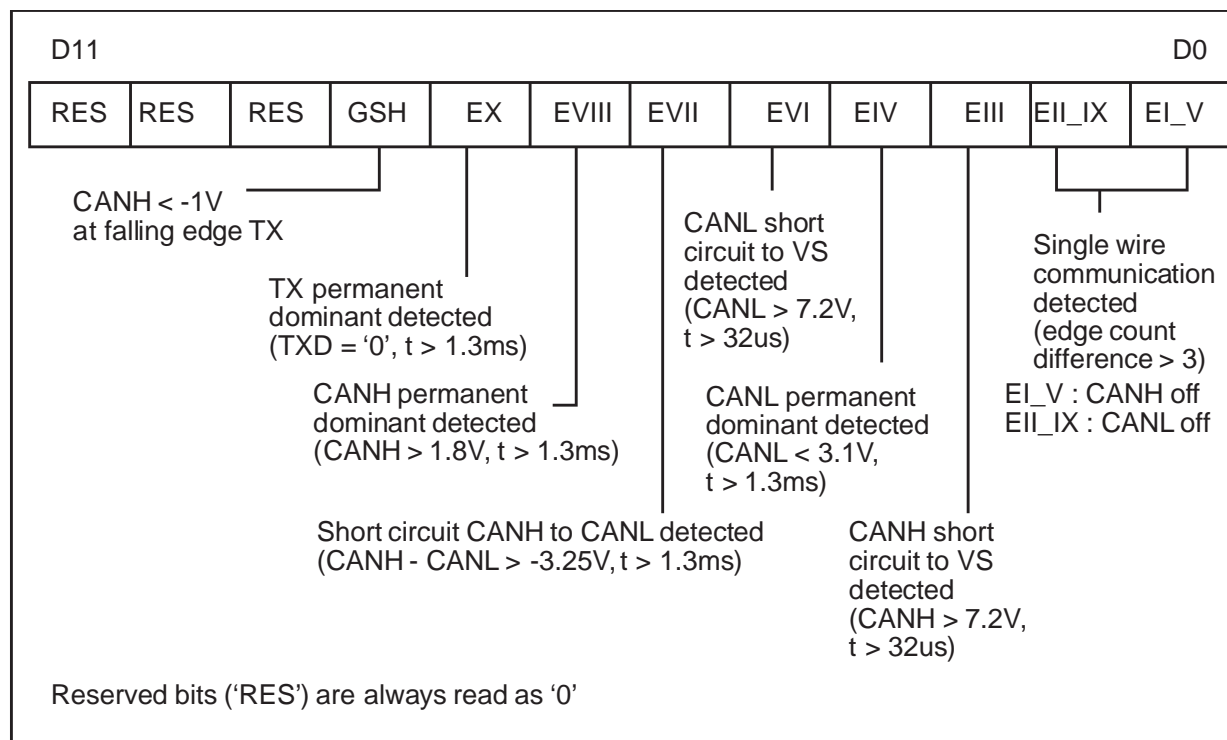 D11 D0
RES RES RES GSH EX EVIII EVII EVI EIV EIII EII_IX EI_V
CANH < -1V
at falling edge TX
TX permanent
dominant detected
(TXD = ‘0’, t > 1.3ms)
CANH permanent
dominant detected
(CANH > 1.8V, t > 1.3ms)
Short circuit CANH to CANL detected
(CANH - CANL > -3.25V, t > 1.3ms)
CANL short
circuit to VS
detected
(CANL > 7.2V,
t > 32us)
CANL permanent
dominant detected
(CANL < 3.1V,
t > 1.3ms)
CANH short
circuit to VS
detected
(CANH > 7.2V,
t > 32us)
Single wire
communication
detected
(edge count
difference > 3)
EI_V : CANH off
EII_IX : CANL off
Reserved bits (‘RES’) are always read as ‘0’